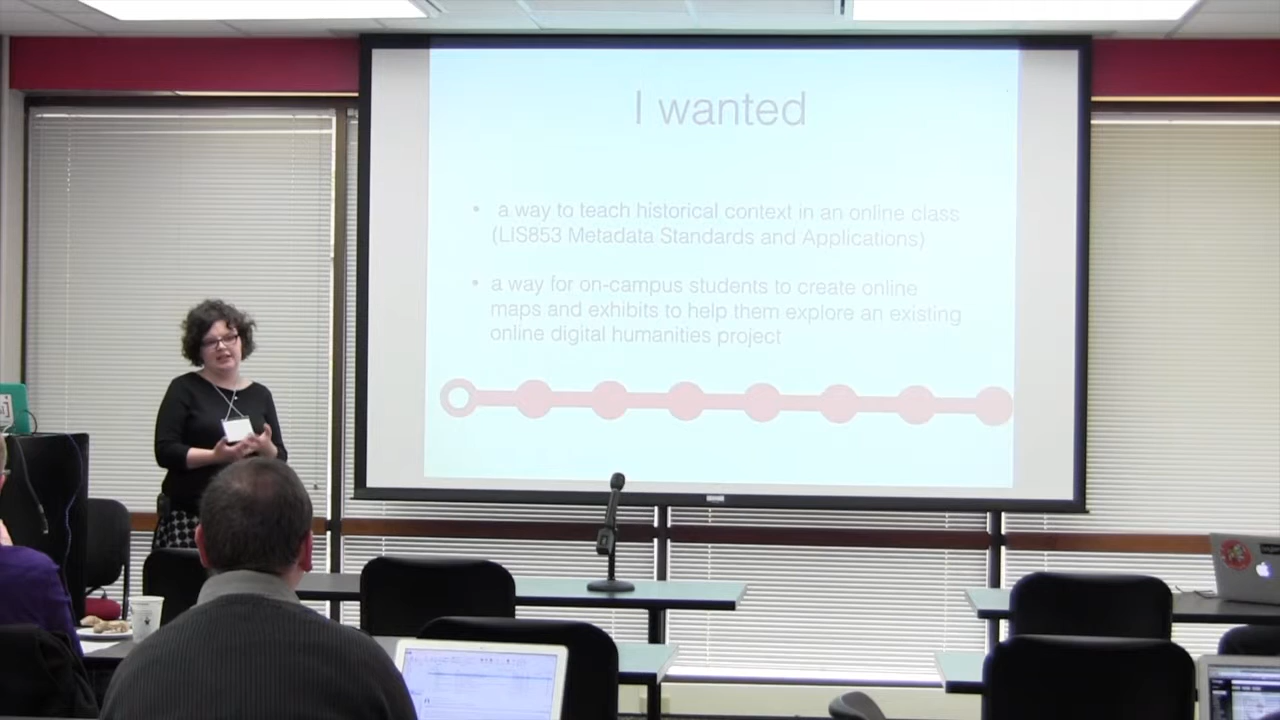 I wanted
• a way to teach historical context in an online class
(LIS853 Metadata Standards and Applications)
• a way for on-campus students to create online
maps and exhibits to help them explore an existing
online digital humanities project